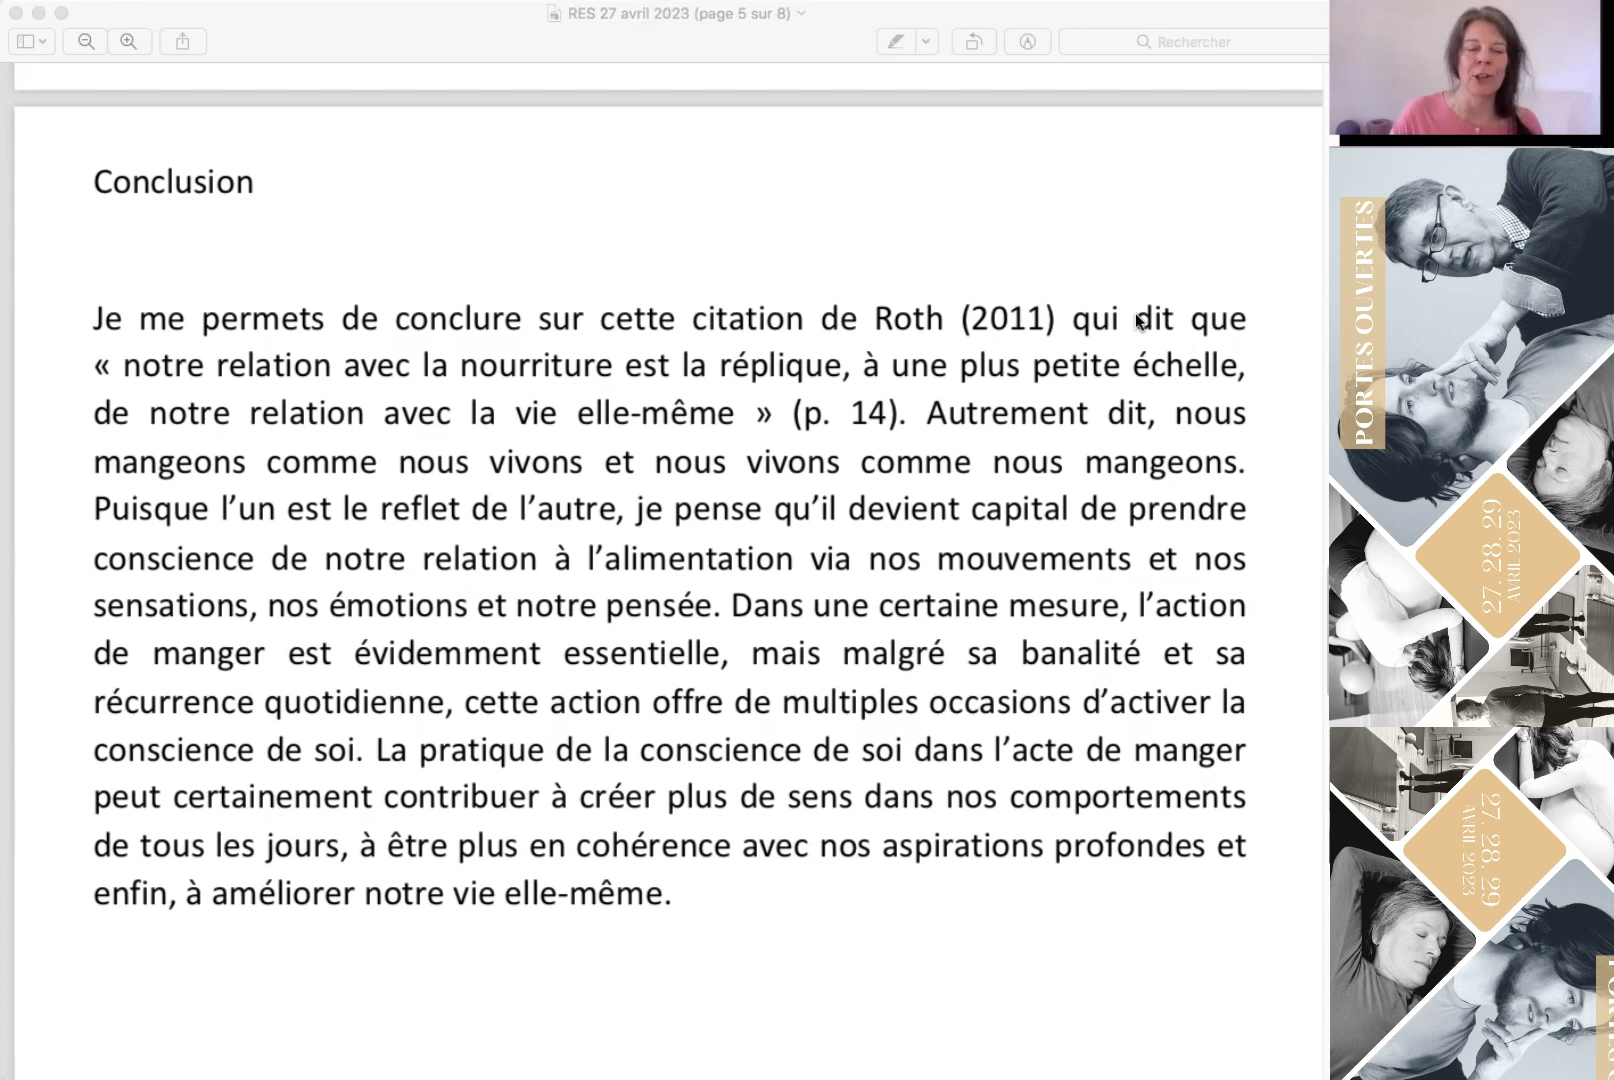 RES 27 avril 2023 (page 5 sur 8)
Rechercher
Conclusion
Je me permets de conclure sur cette citation de Roth (2011) qui dit que
« notre relation avec la nourriture est la réplique, à une plus petite échelle,
de notre relation avec la vie elle-même » (p. 14). Autrement dit, nous
mangeons comme nous vivons et nous vivons comme nous mangeons.
Puisque l’un est le reflet de l’autre, je pense qu’il devient capital de prendre
conscience de notre relation à l’alimentation via nos mouvements et nos
sensations, nos émotions et notre pensée. Dans une certaine mesure, l’action
de manger est évidemment essentielle, mais malgré sa banalité et sa
récurrence quotidienne, cette action offre de multiples occasions d’activer la
conscience de soi. La pratique de la conscience de soi dans l’acte de manger
peut certainement contribuer à créer plus de sens dans nos comportements
de tous les jours, à être plus en cohérence avec nos aspirations profondes et
enfin, à améliorer notre vie elle-même.
PORTES OUVERTES
27. 28. 29
AVRIL 2023
27. 28. 29
AVRIL 2023